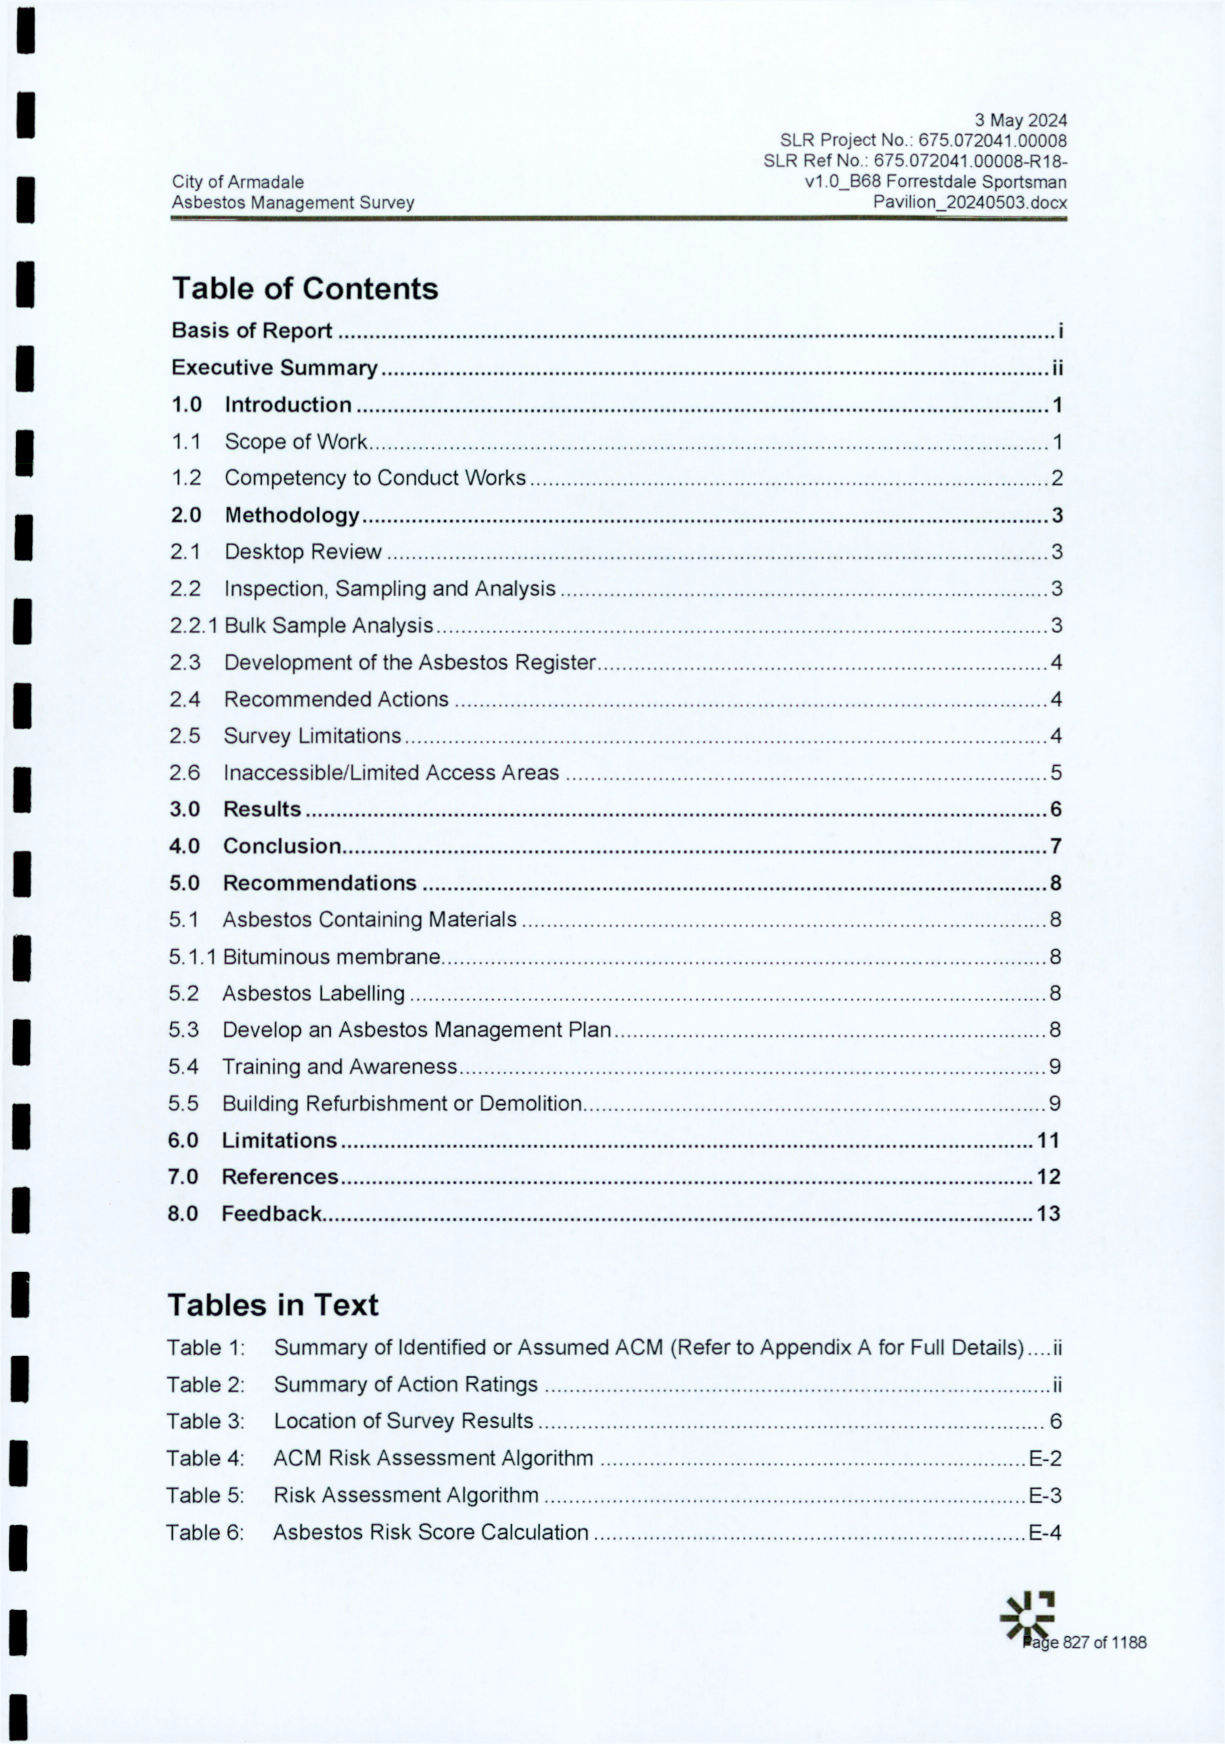 3 May 2024
SLR Project No.: 675.072041.00008
SLR Ref No.: 675.072041.00008-R18-
City of Armadale v1.0_B68 Forrestdale Sportsman
Asbestos Management Survey Pavilion_20240503.docx
Table of Contents
Basis of Report i
Executive Summary ii
1.0 Introduction 1
1.1 Scope of Work 1
1.2 Competency to Conduct Works 2
2.0 Methodology 3
2.1 Desktop Review 3
2.2 Inspection, Sampling and Analysis 3
2.2.1 Bulk Sample Analysis 3
2.3 Development of the Asbestos Register 4
2.4 Recommended Actions 4
2.5 Survey Limitations 4
2.6 Inaccessible/Limited Access Areas 5
3.0 Results 6
4.0 Conclusion 7
5.0 Recommendations 8
5.1 Asbestos Containing Materials 8
5.1.1 Bituminous membrane 8
5.2 Asbestos Labelling 8
5.3 Develop an Asbestos Management Plan 8
5.4 Training and Awareness 9
5.5 Building Refurbishment or Demolition 9
6.0 Limitations 11
7.0 References 12
8.0 Feedback 13
Tables in Text
Table 1: Summary of Identified or Assumed ACM (Refer to Appendix A for Full Details) ii
Table 2: Summary of Action Ratings ii
Table 3: Location of Survey Results 6
Table 4: ACM Risk Assessment Algorithm E-2
Table 5: Risk Assessment Algorithm E-3
Table 6: Asbestos Risk Score Calculation E-4
Page 827 of 1188